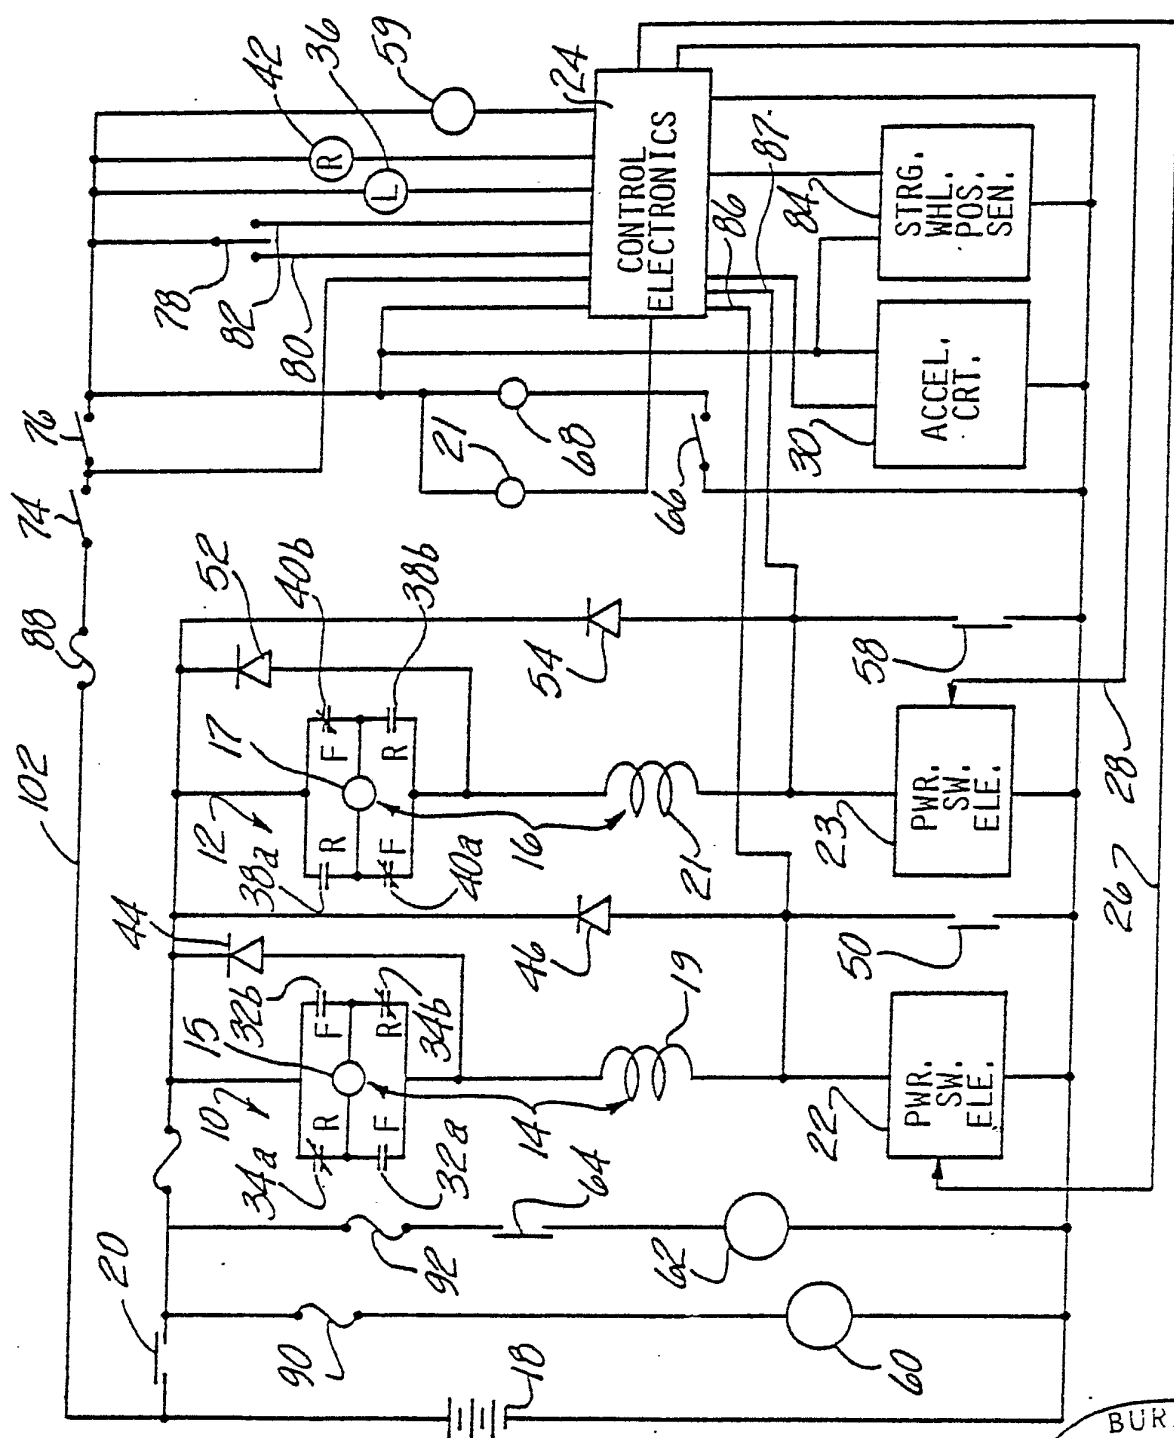 102
88
74
76
78
82
80
42
36
59
R
L
24
CONTROL
ELECTRONICS
20
10
15
44
32b
34a
R
F
F
R
34b
32a
14
12
17
52
40b
38a
R
F
F
R
38b
40a
16
21
68
66
46
54
19
21
86
87
90
92
64
18
60
62
22
PWR.
SW.
ELE.
50
23
PWR.
SW.
ELE.
58
30
ACCEL.
CRT.
84
STRG.
WHL.
POS.
SEN.
26
28
BUR